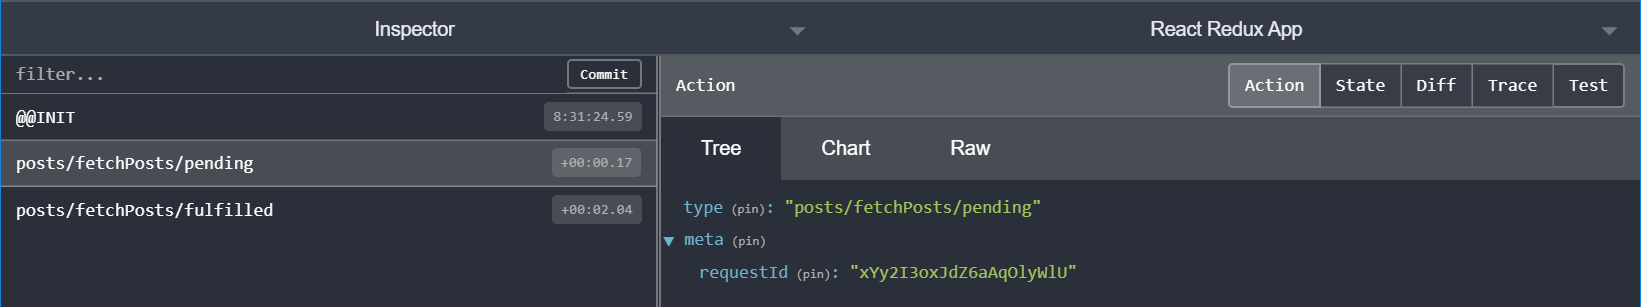 Inspector
React Redux App
filter...
Commit
@@INIT
8:31:24.59
posts/fetchPosts/pending
+00:00.17
posts/fetchPosts/fulfilled
+00:02.04
Action
Action State Diff Trace Test
Tree Chart Raw
type (pin): "posts/fetchPosts/pending"
meta (pin)
requestId (pin): "xYy2I3oxJdZ6aAqOlyWlU"